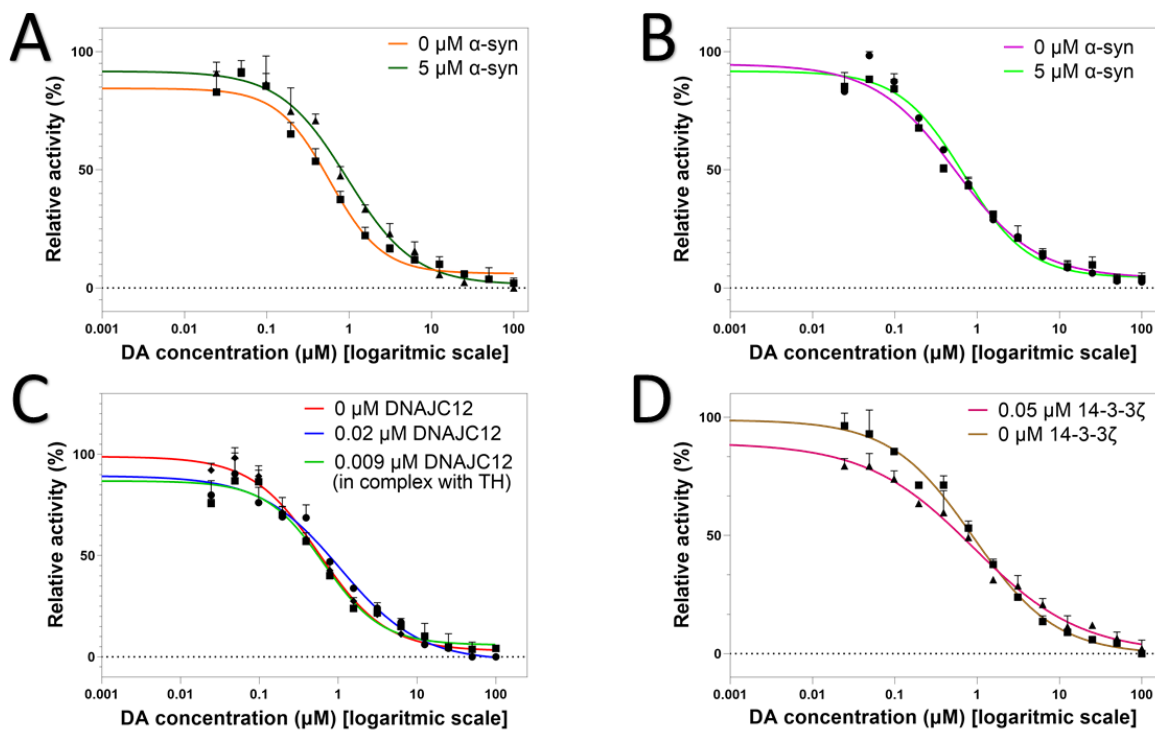 A
100
50
0
Relative activity (%)
0 µM α-syn
5 µM α-syn
0.001 0.01 0.1 1 10 100
DA concentration (µM) [logaritmic scale]
B
100
50
0
Relative activity (%)
0 µM α-syn
5 µM α-syn
0.001 0.01 0.1 1 10 100
DA concentration (µM) [logaritmic scale]
C
100
50
0
Relative activity (%)
0 µM DNAJC12
0.02 µM DNAJC12
0.009 µM DNAJC12
(in complex with TH)
0.001 0.01 0.1 1 10 100
DA concentration (µM) [logaritmic scale]
D
100
50
0
Relative activity (%)
0.05 µM 14-3-3ζ
0 µM 14-3-3ζ
0.001 0.01 0.1 1 10 100
DA concentration (µM) [logaritmic scale]